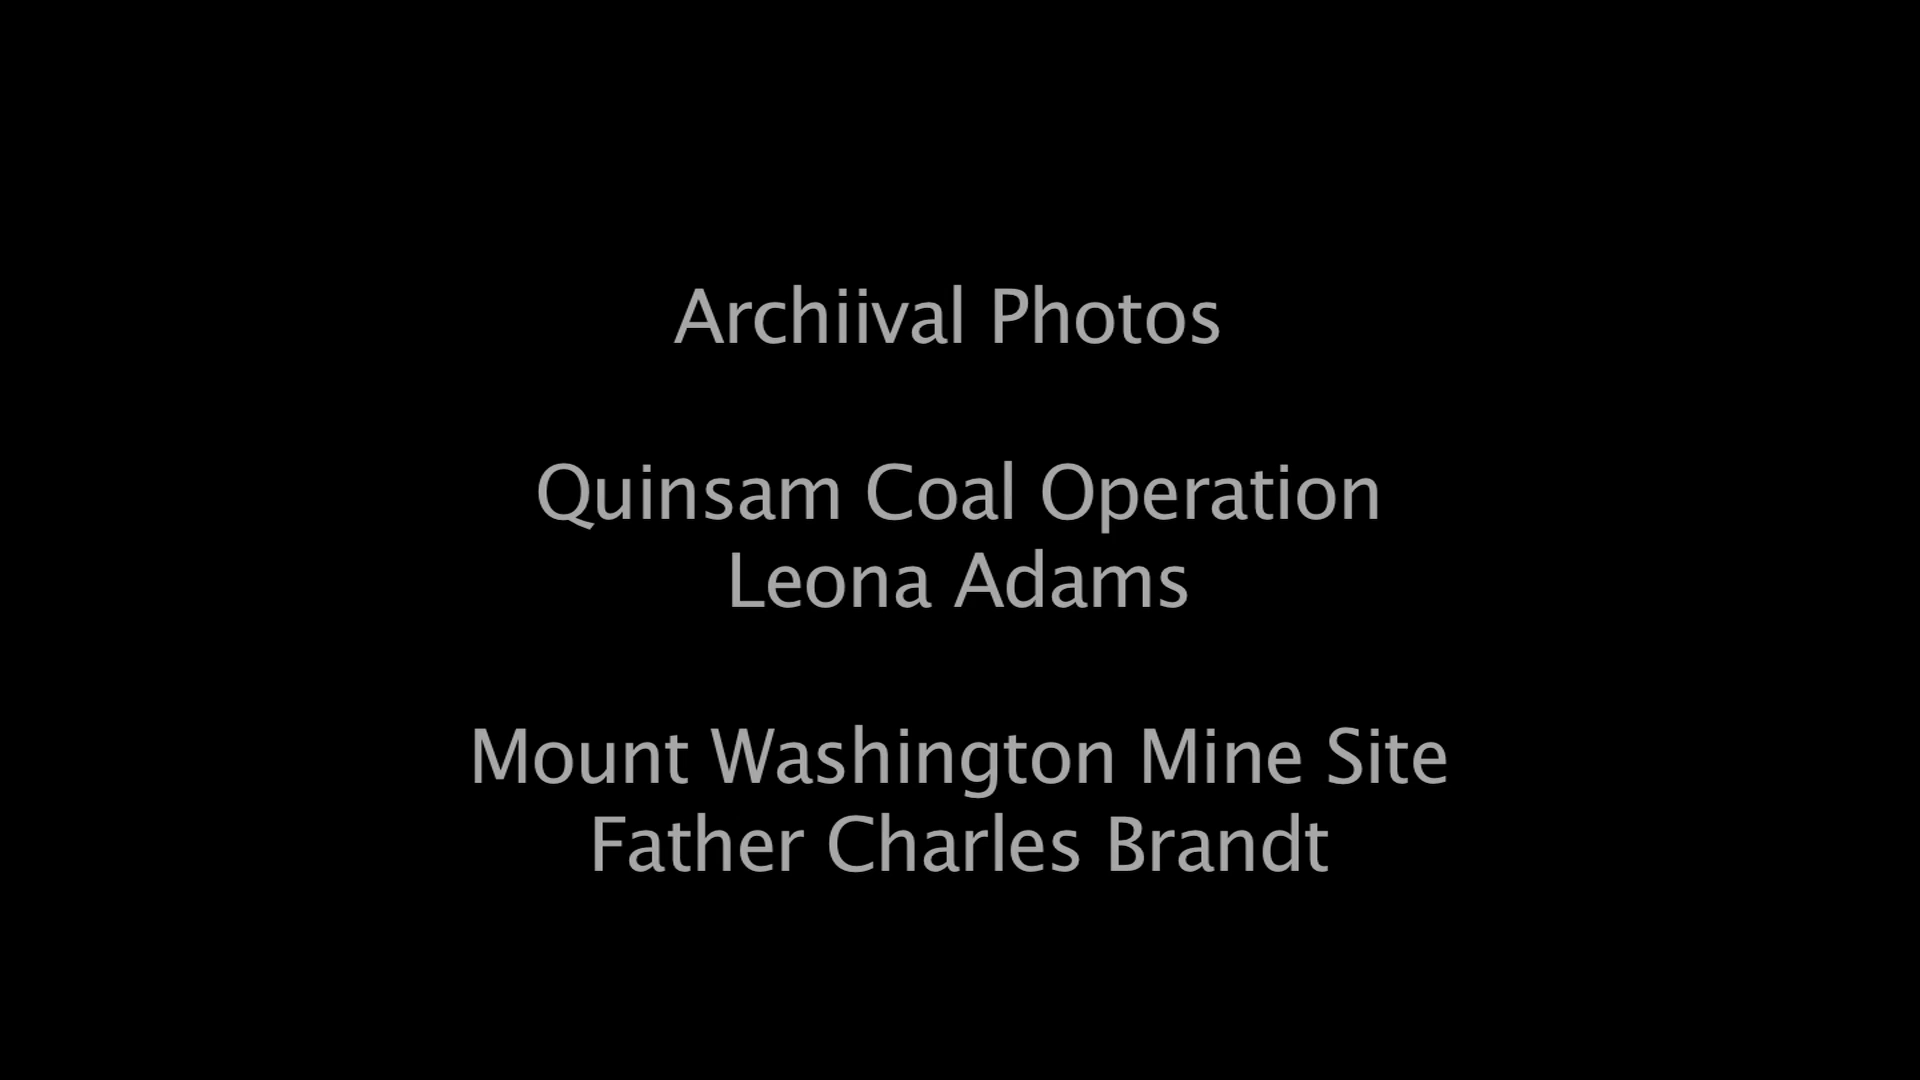 Archiival Photos
Quinsam Coal Operation
Leona Adams
Mount Washington Mine Site
Father Charles Brandt